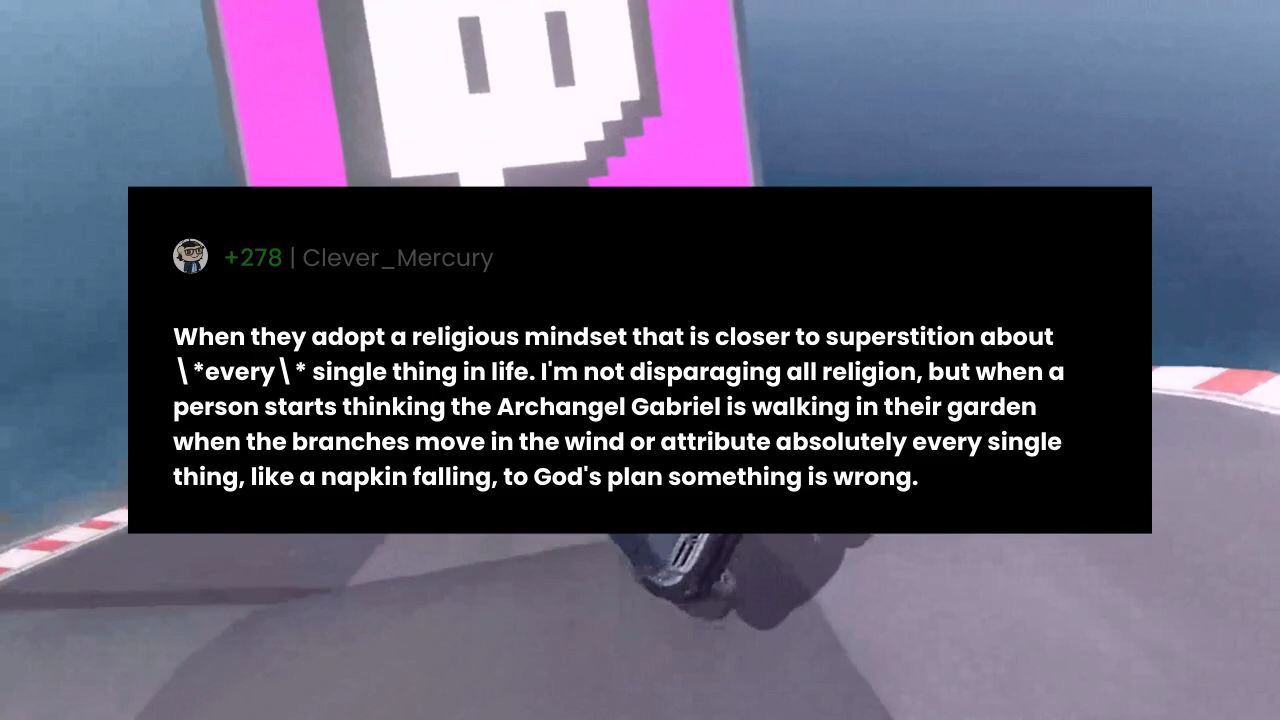 +278 | Clever_Mercury
When they adopt a religious mindset that is closer to superstition about
\*every\* single thing in life. I'm not disparaging all religion, but when a
person starts thinking the Archangel Gabriel is walking in their garden
when the branches move in the wind or attribute absolutely every single
thing, like a napkin falling, to God's plan something is wrong.